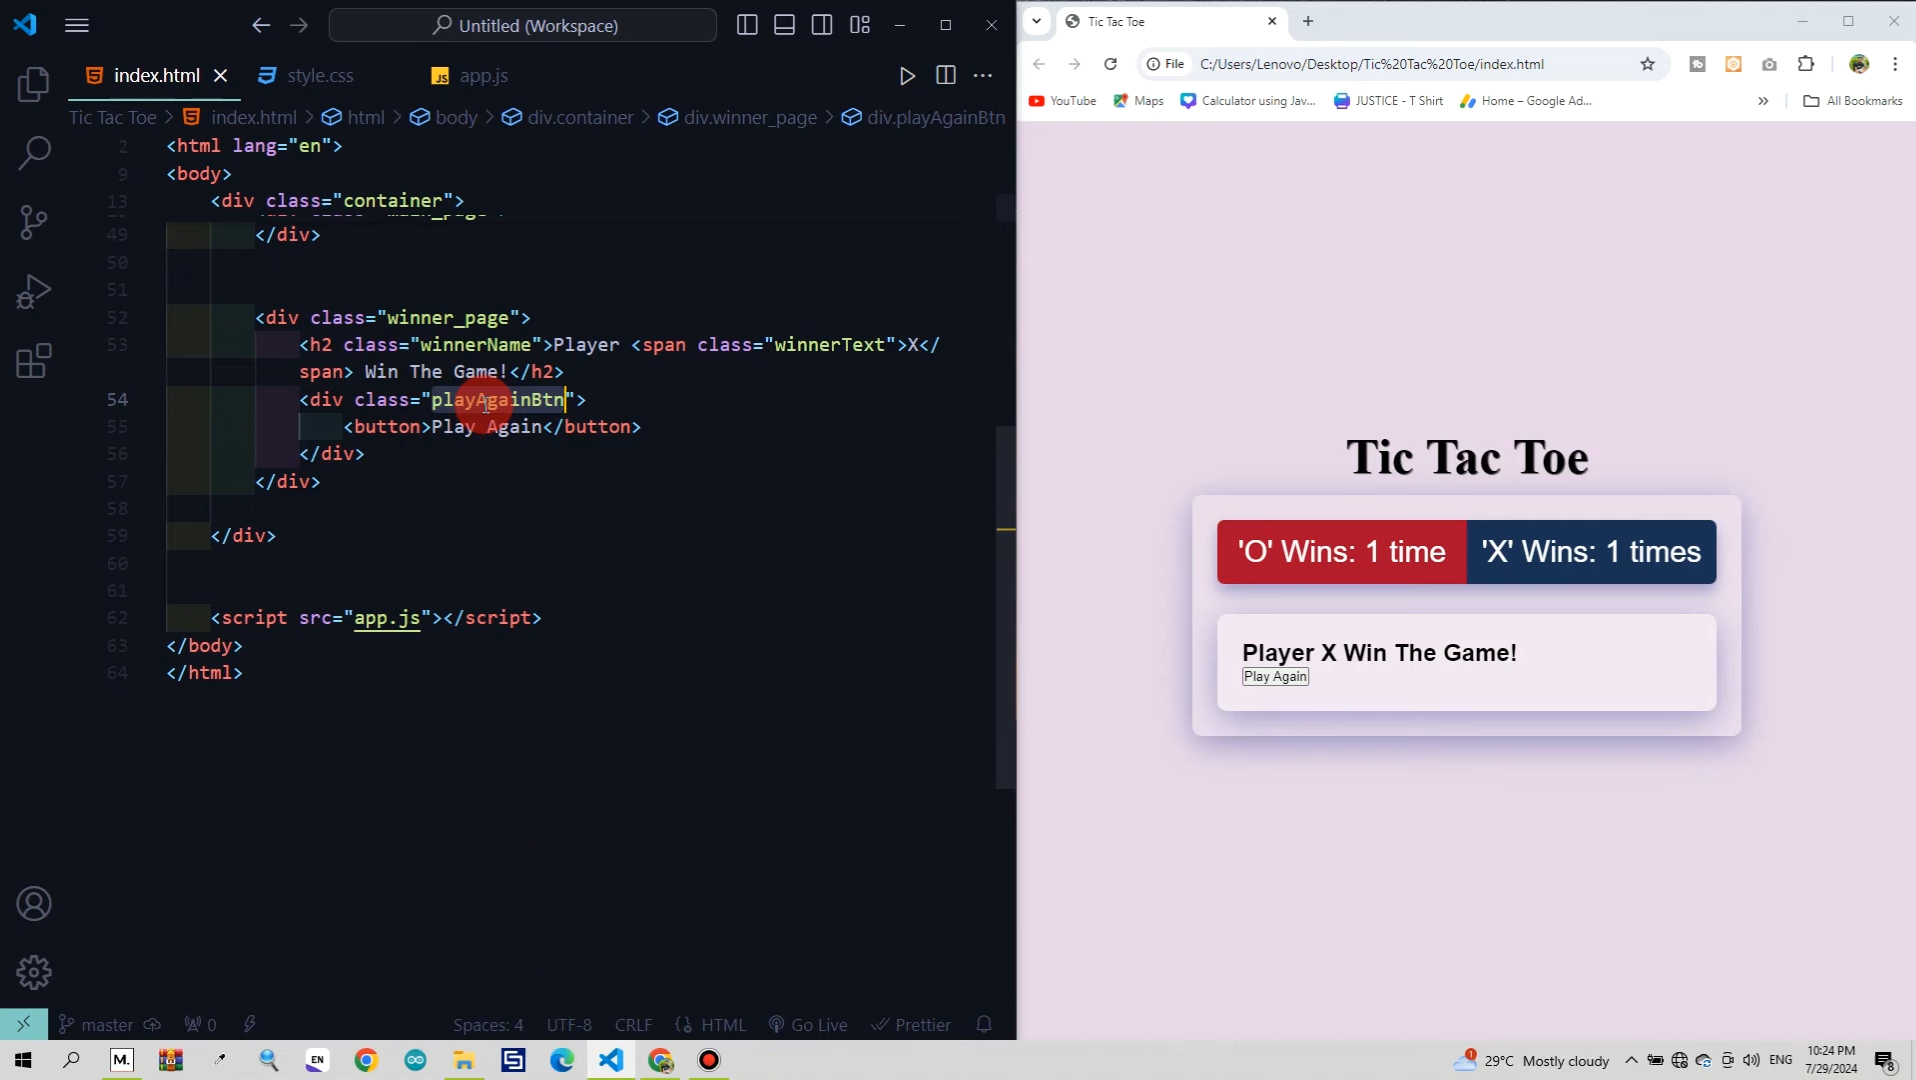 Untitled (Workspace)
index.html
style.css
JS app.js
Tic Tac Toe > index.html > html > body > div.container > div.winner_page > div.playAgainBtn
2 <html lang="en">
9 <body>
13 <div class="container">
49 </div>
50
51
52 <div class="winner_page">
53 <h2 class="winnerName">Player <span class="winnerText">X</
span> Win The Game!</h2>
54 <div class="playAgainBtn">
55 <button>Play Again</button>
56 </div>
57 </div>
58
59 </div>
60
61
62 <script src="app.js"></script>
63 </body>
64 </html>
master
0
Spaces: 4
UTF-8
CRLF
HTML
Go Live
Prettier
Tic Tac Toe
File
C:/Users/Lenovo/Desktop/Tic%20Tac%20Toe/index.html
YouTube
Maps
Calculator using Jav...
JUSTICE - T Shirt
Home – Google Ad...
All Bookmarks
Tic Tac Toe
'O' Wins: 1 time
'X' Wins: 1 times
Player X Win The Game!
Play Again
M.
EN
29°C Mostly cloudy
ENG
10:24 PM
7/29/2024
8